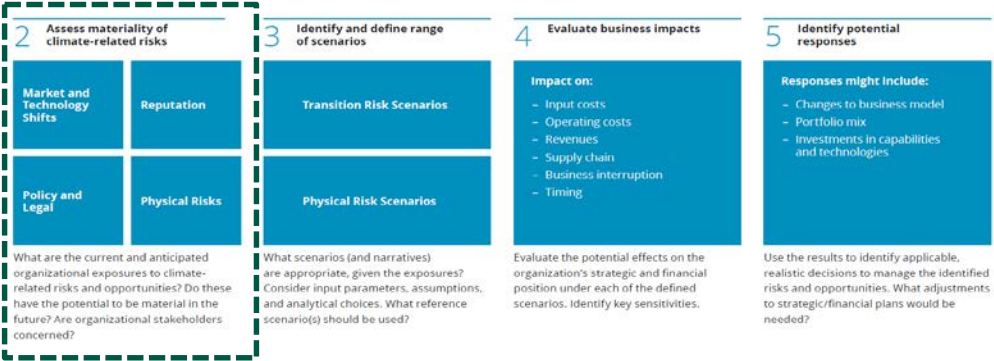 2 Assess materiality of
climate-related risks
Market and
Technology
Shifts
Reputation
Policy and
Legal
Physical Risks
What are the current and anticipated
organizational exposures to climate-
related risks and opportunities? Do these
have the potential to be material in the
future? Are organizational stakeholders
concerned?
3 Identify and define range
of scenarios
Transition Risk Scenarios
Physical Risk Scenarios
What scenarios (and narratives)
are appropriate, given the exposures?
Consider input parameters, assumptions,
and analytical choices. What reference
scenario(s) should be used?
4 Evaluate business impacts
Impact on:
– Input costs
– Operating costs
– Revenues
– Supply chain
– Business interruption
– Timing
Evaluate the potential effects on the
organization's strategic and financial
position under each of the defined
scenarios. Identify key sensitivities.
5 Identify potential
responses
Responses might include:
– Changes to business model
– Portfolio mix
– Investments in capabilities
and technologies
Use the results to identify applicable,
realistic decisions to manage the identified
risks and opportunities. What adjustments
to strategic/financial plans would be
needed?